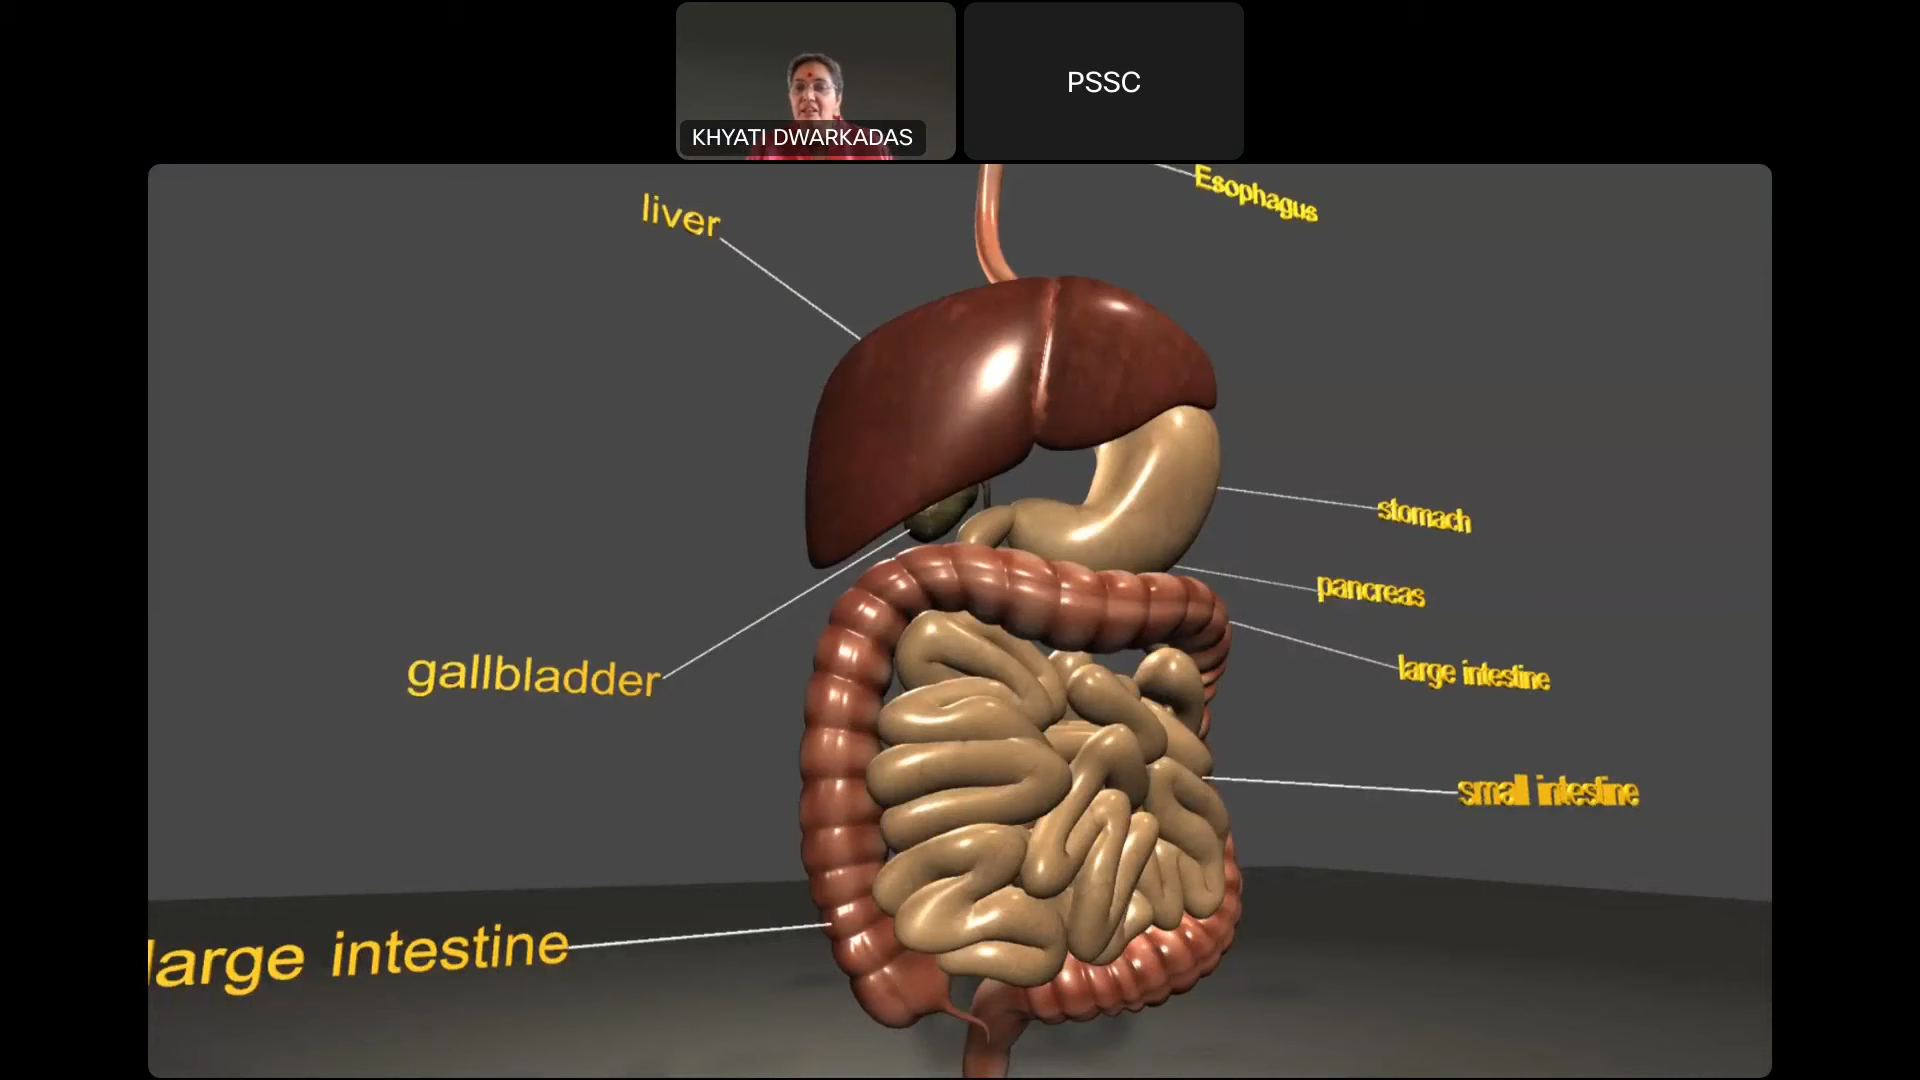 KHYATI DWARKADAS
PSSC
Esophagus
liver
stomach
pancreas
gallbladder
large intestine
small intestine
large intestine